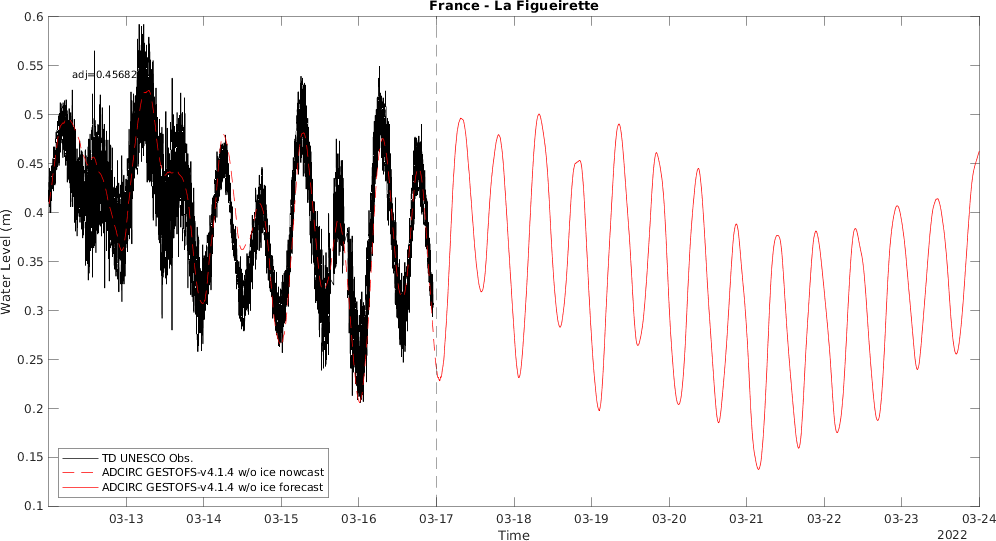 France - La Figueirette
0.6
0.55
0.5
0.45
0.4
0.35
0.3
0.25
0.2
0.15
0.1
Water Level (m)
adj=0.45682
TD UNESCO Obs.
ADCIRC GESTOFS-v4.1.4 w/o ice nowcast
ADCIRC GESTOFS-v4.1.4 w/o ice forecast
03-13 03-14 03-15 03-16 03-17 03-18 03-19 03-20 03-21 03-22 03-23 03-24
Time
2022